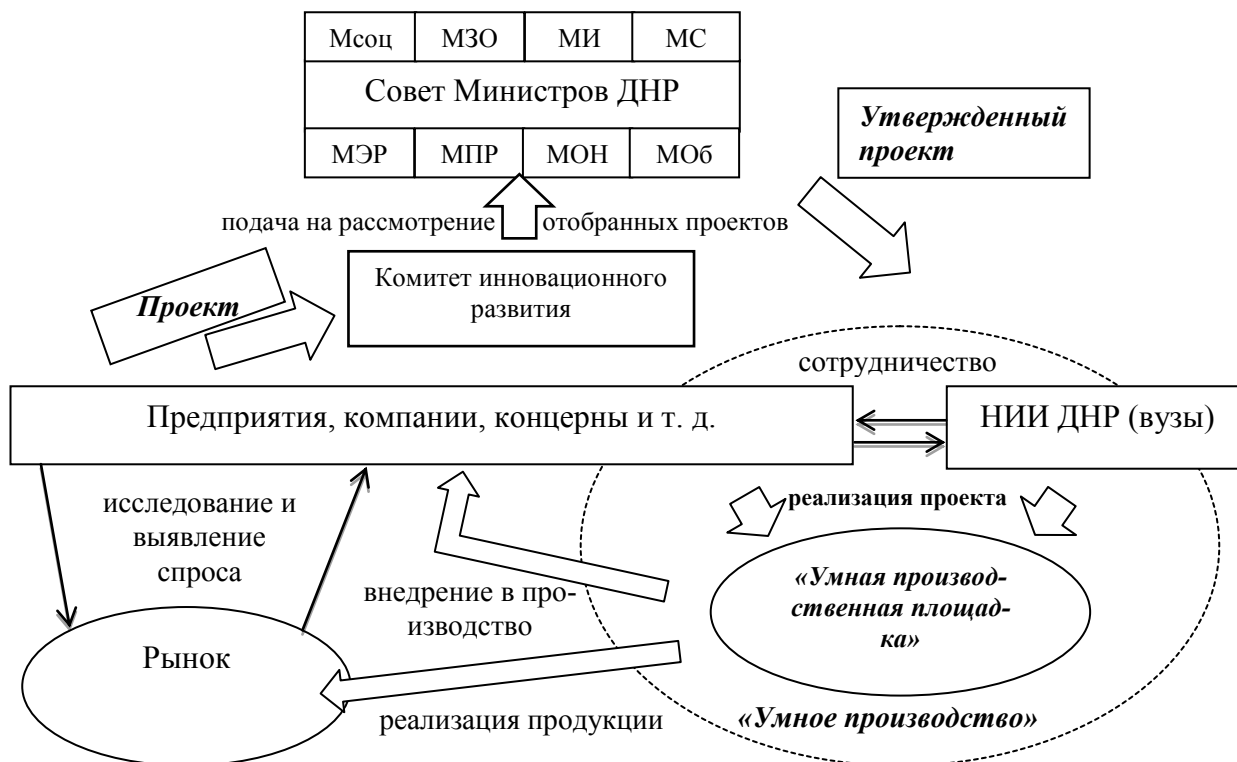 Мсоц МЗО МИ МС
Совет Министров ДНР
МЭР МПР МОН МОб
Утвержденный
проект
подача на рассмотрение отобранных проектов
Проект
Комитет инновационного
развития
сотрудничество
Предприятия, компании, концерны и т. д.
НИИ ДНР (вузы)
исследование и
выявление
спроса
реализация проекта
«Умная производ-
ственная площад-
ка»
внедрение в про-
изводство
Рынок
реализация продукции
«Умное производство»